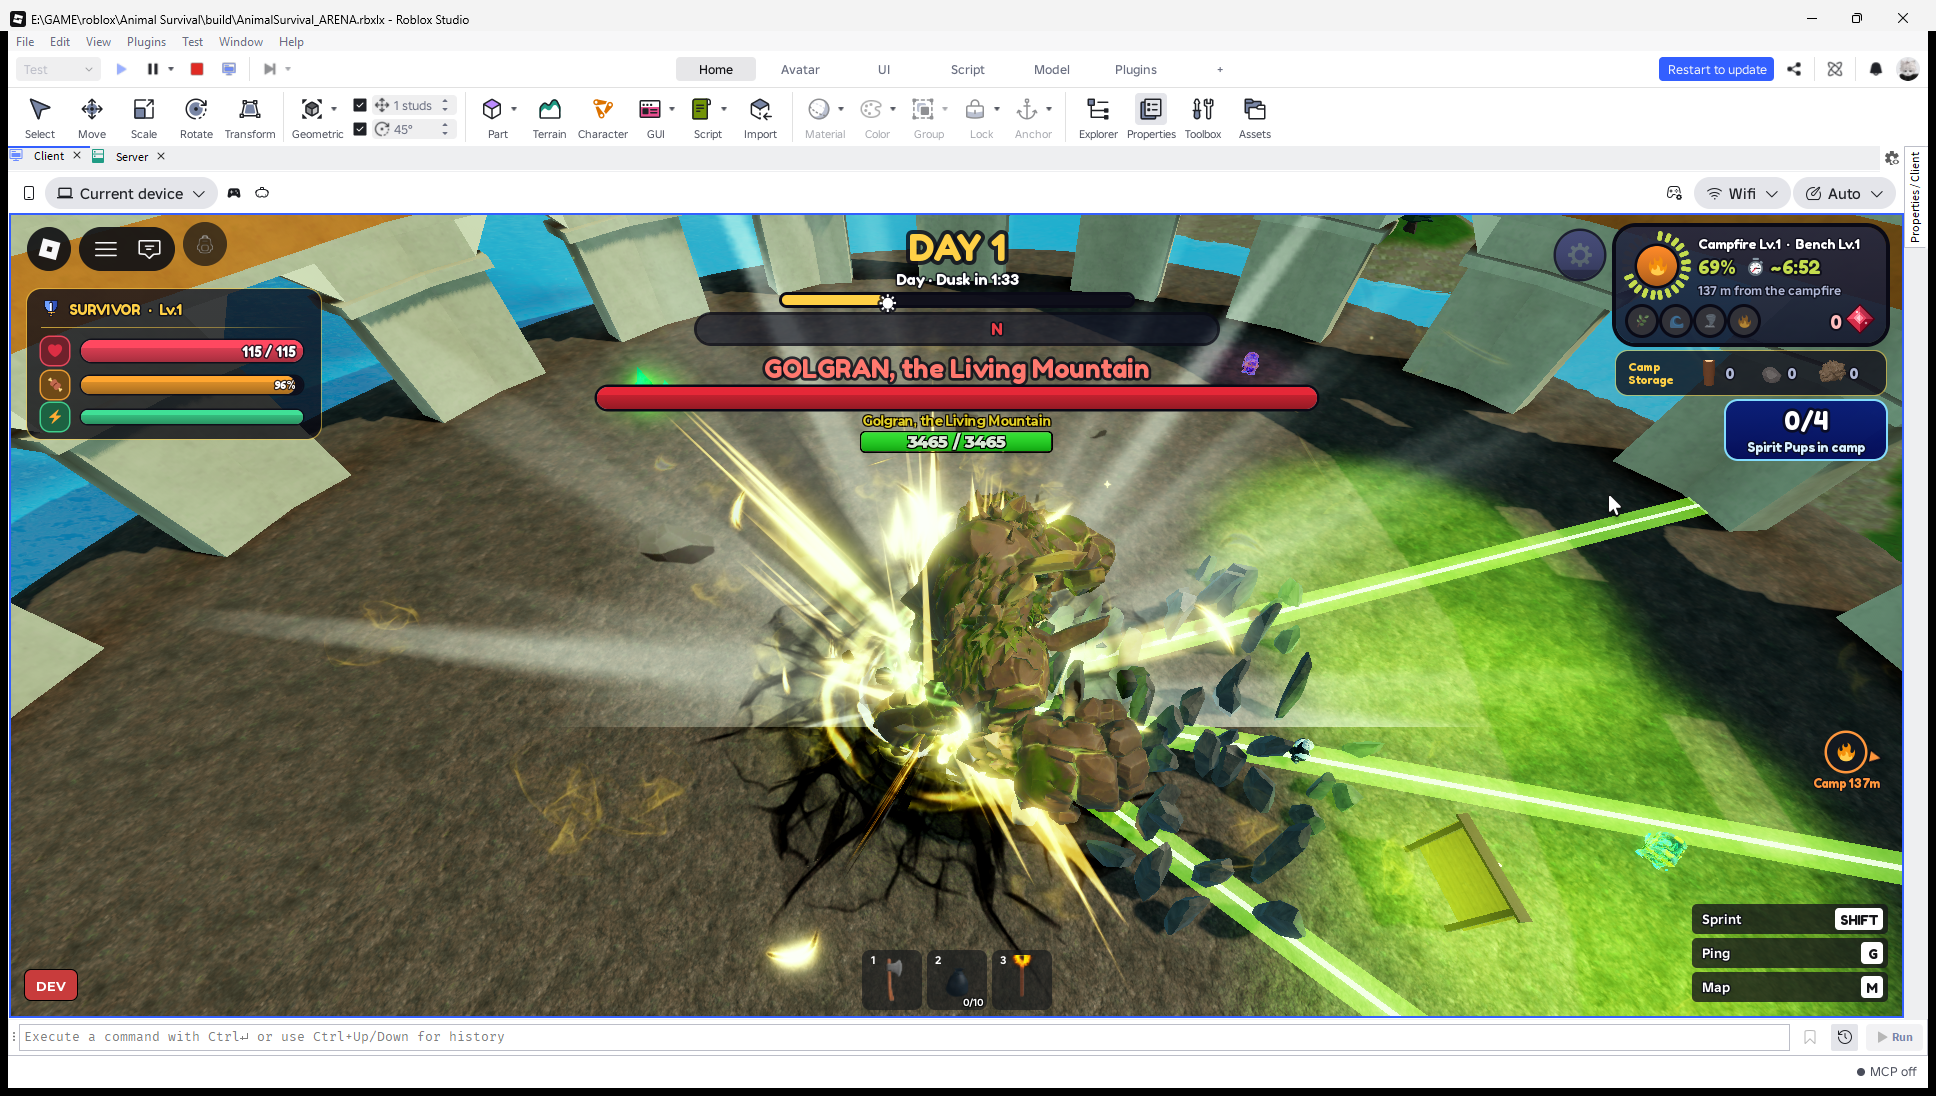 E:\GAME\roblox\Animal Survival\build\AnimalSurvival_ARENA.rbxlx - Roblox Studio
File Edit View Plugins Test Window Help
Test
Home Avatar UI Script Model Plugins +
Restart to update
1 studs
45°
Select Move Scale Rotate Transform Geometric Part Terrain Character GUI Script Import Material Color Group Lock Anchor Explorer Properties Toolbox Assets
Client Server
Properties / Client
Current device
Wifi Auto
DAY 1
Day · Dusk in 1:33
N
GOLGRAN, the Living Mountain
Golgran, the Living Mountain
3465 / 3465
SURVIVOR · Lv.1
115 / 115
96%
Campfire Lv.1 · Bench Lv.1
69% ~6:52
137 m from the campfire
0
Camp Storage
0 0 0
0/4
Spirit Pups in camp
Camp 137m
Sprint SHIFT
Ping G
Map M
DEV
1 2 3
0/10
Execute a command with Ctrl↵ or use Ctrl+Up/Down for history
Run
MCP off